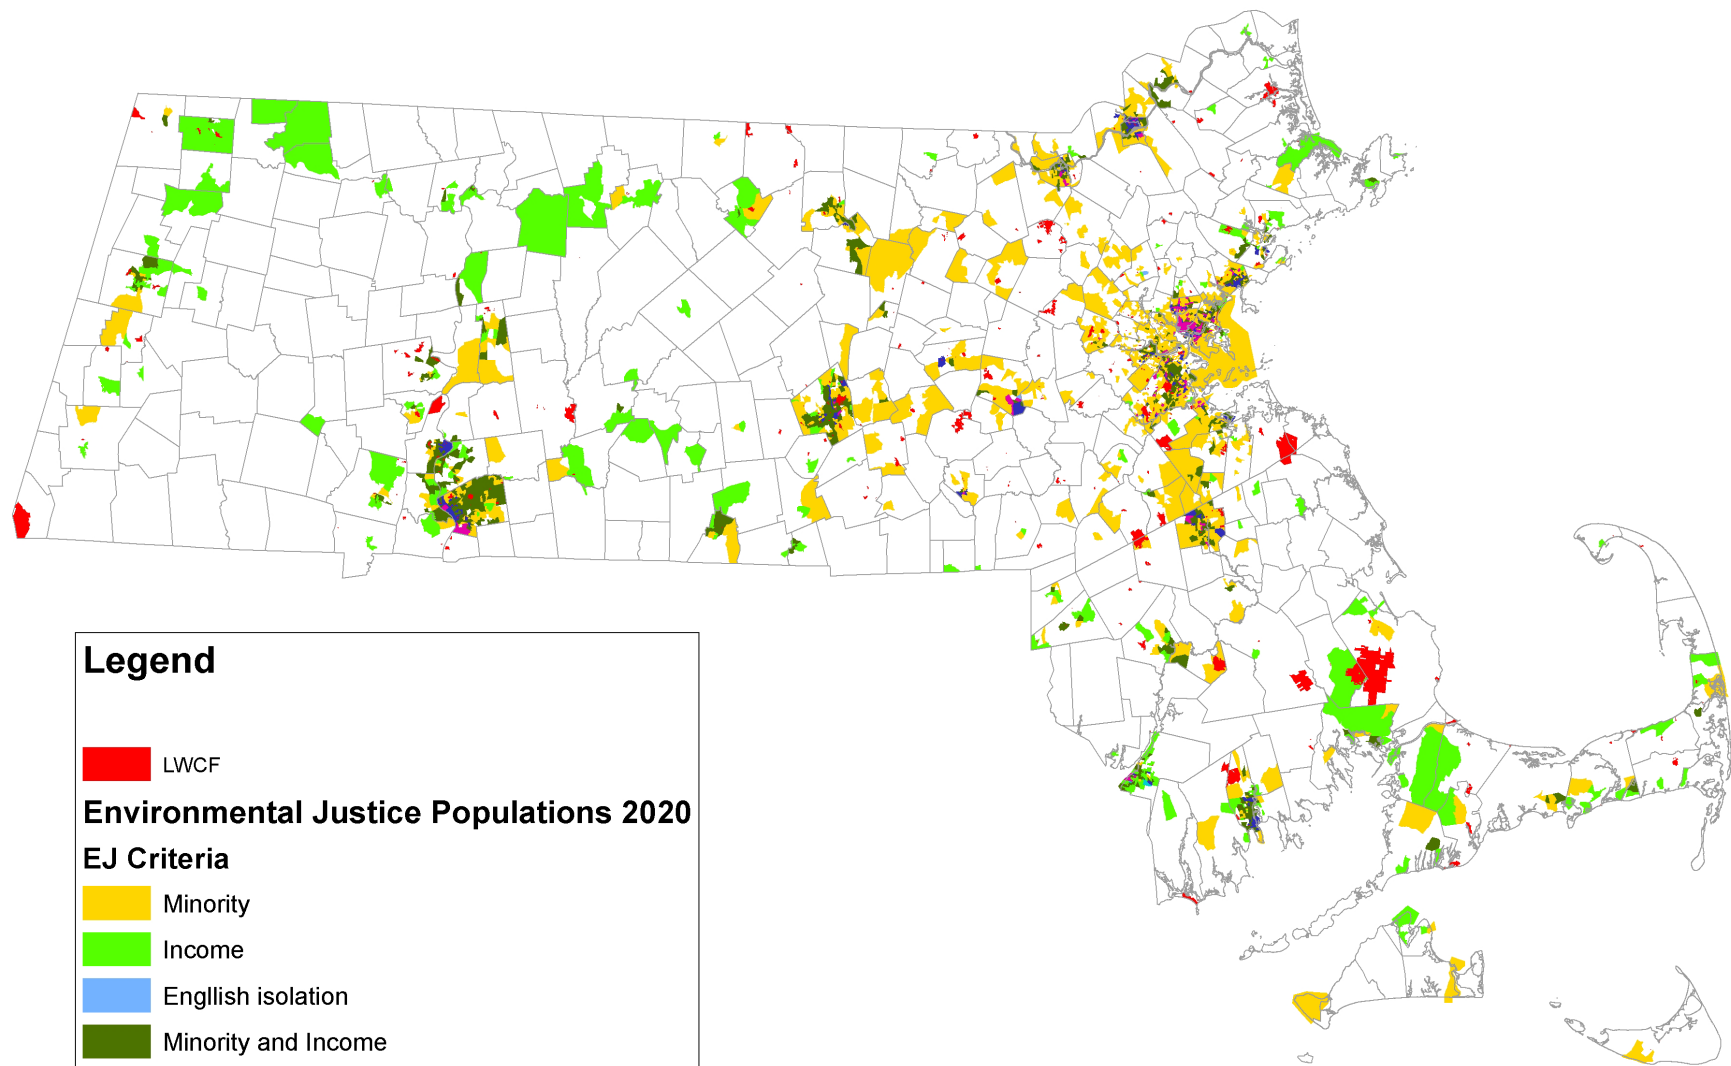 Legend
LWCF
Environmental Justice Populations 2020
EJ Criteria
Minority
Income
Engllish isolation
Minority and Income